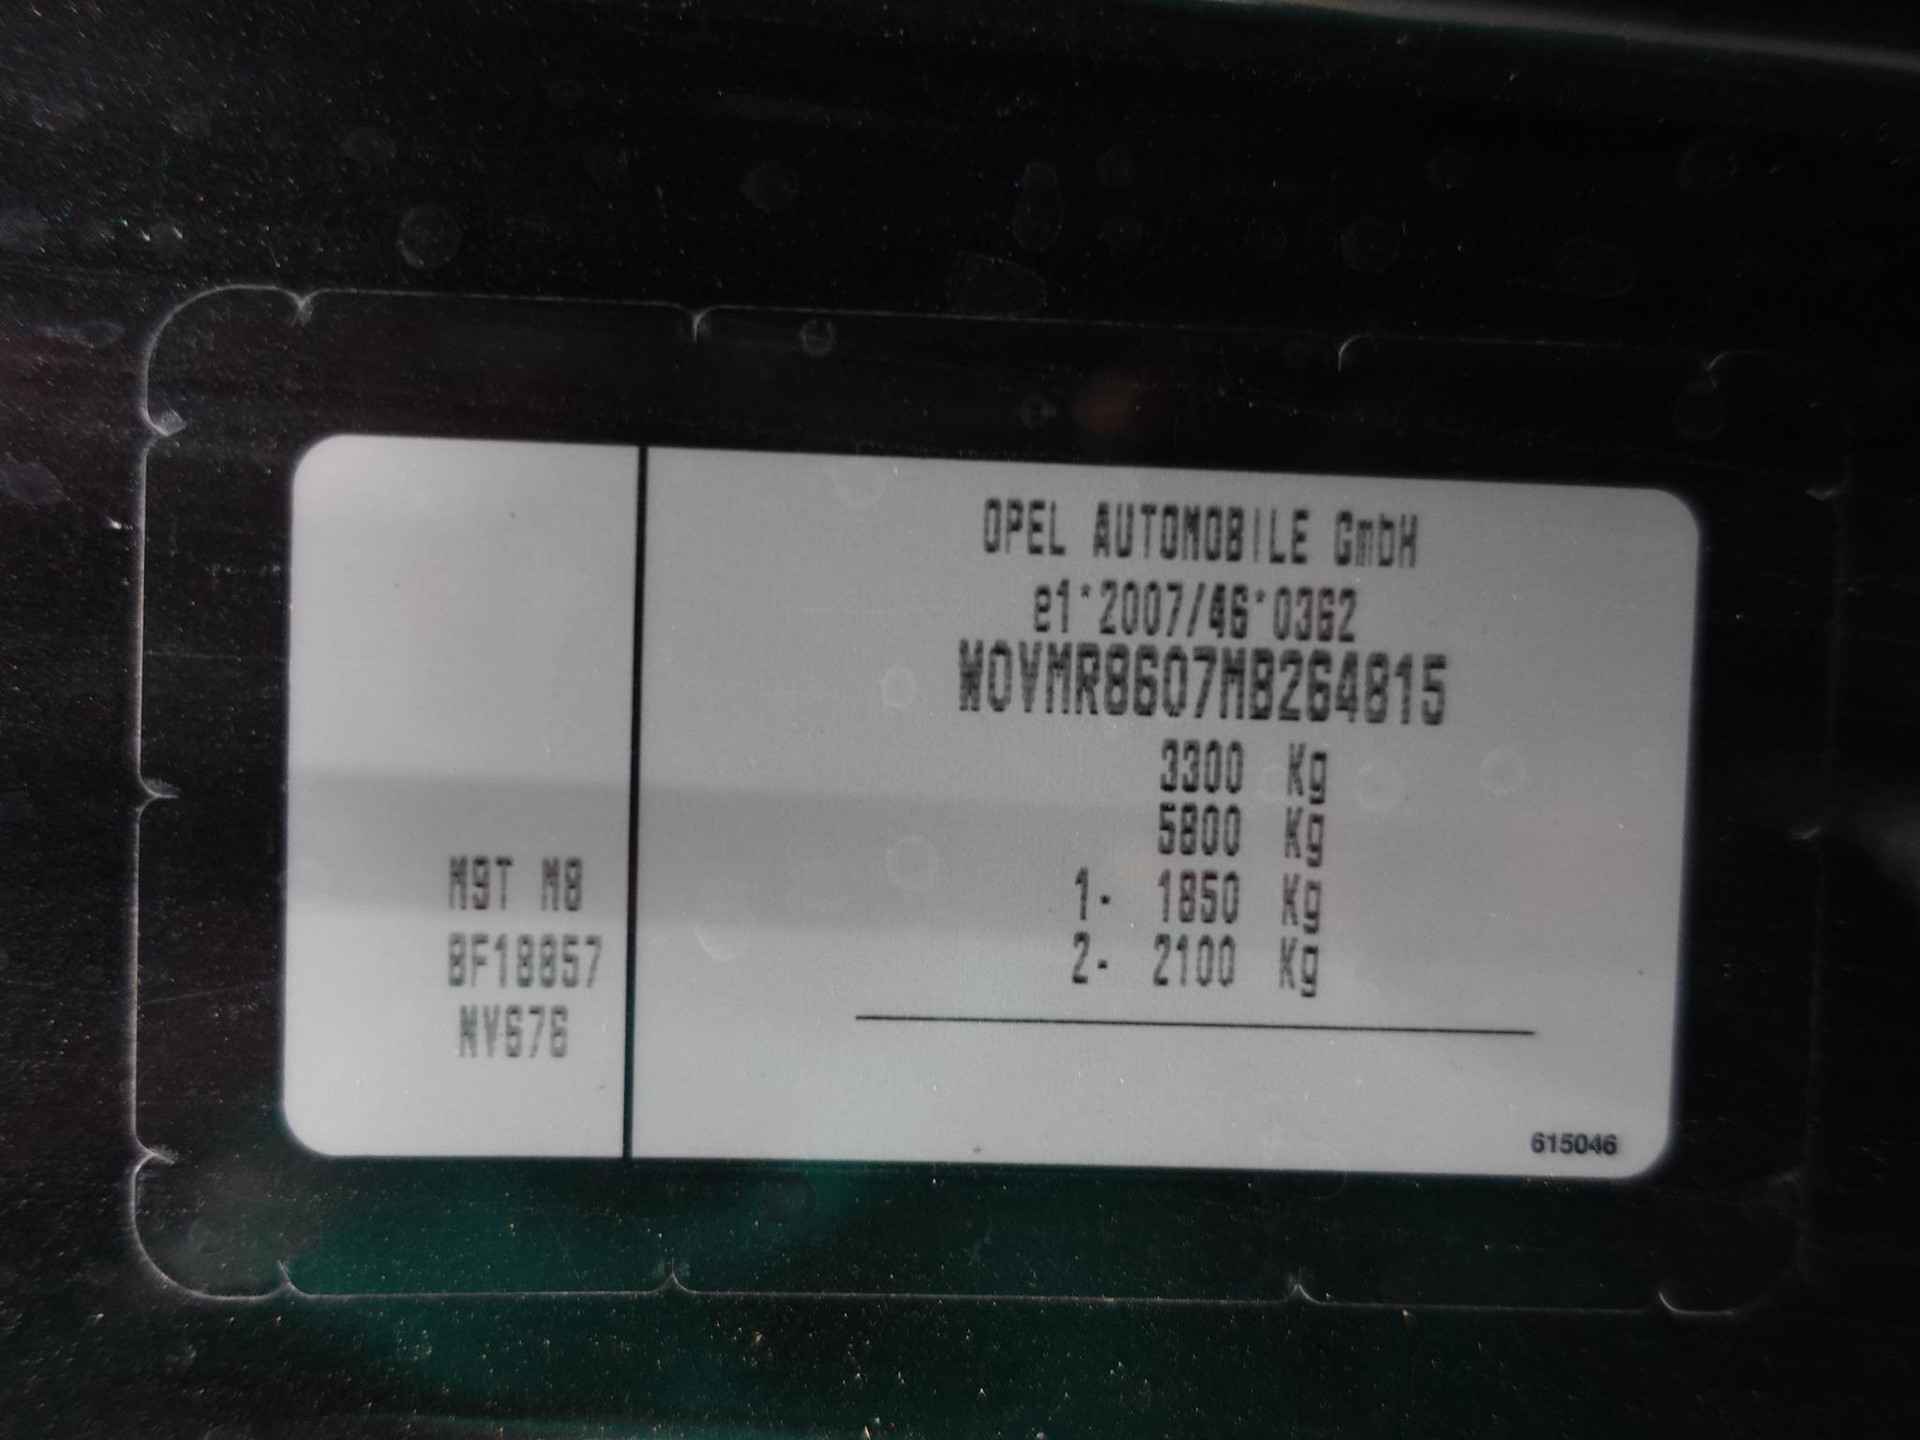 OPEL AUTOMOBILE GmbH
e1*2007/46*0362
W0VMR8607MB264815
3300 Kg
5800 Kg
1- 1850 Kg
2- 2100 Kg
M9T M8
BF18857
NV676
615046